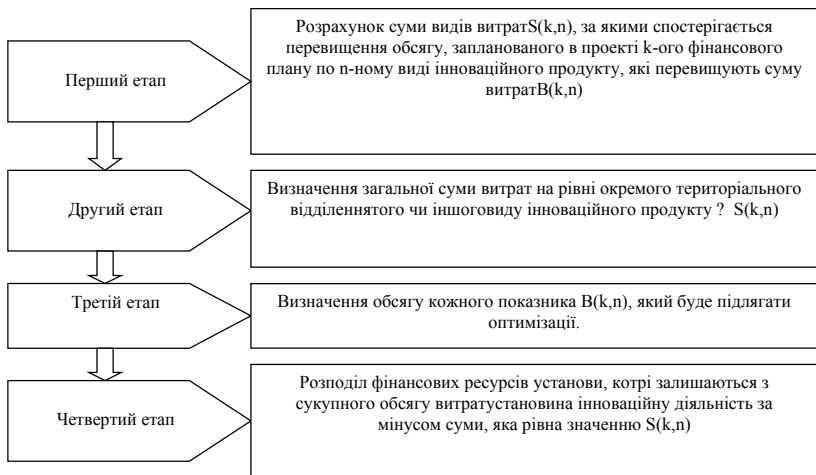 Перший етап
Розрахунок суми видів витратS(k,n), за якими спостерігається
перевищення обсягу, запланованого в проекті k-ого фінансового
плану по n-ному виді інноваційного продукту, які перевищують суму
витратB(k,n)
Другий етап
Визначення загальної суми витрат на рівні окремого територіального
відділеннятого чи іншоговиду інноваційного продукту ? S(k,n)
Третій етап
Визначення обсягу кожного показника B(k,n), який буде підлягати
оптимізації.
Четвертий етап
Розподіл фінансових ресурсів установи, котрі залишаються з
сукупного обсягу витратустановина інноваційну діяльність за
мінусом суми, яка рівна значенню S(k,n)